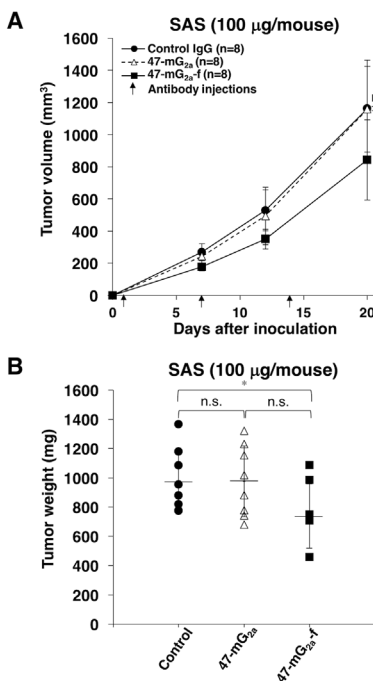 A
SAS (100 µg/mouse)
Control IgG (n=8)
47-mG2a (n=8)
47-mG2a-f (n=8)
Antibody injections
Tumor volume (mm3)
1600
1400
1200
1000
800
600
400
200
0
0 5 10 15 20
Days after inoculation
B
SAS (100 µg/mouse)
*
n.s. n.s.
Tumor weight (mg)
1600
1400
1200
1000
800
600
400
200
0
Control
47-mG2a
47-mG2a-f